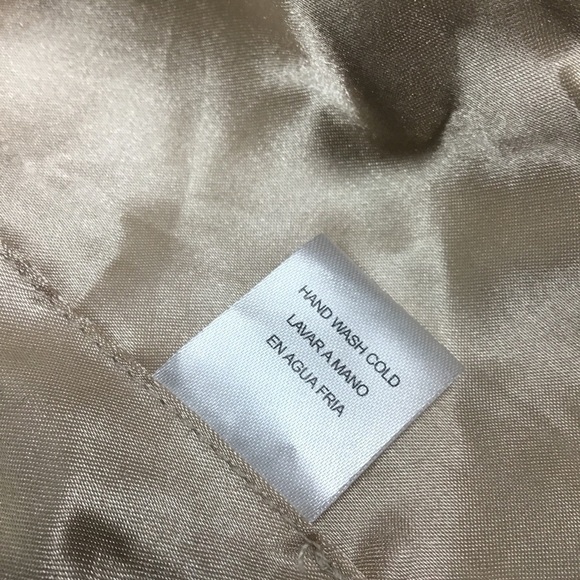 HAND WASH COLD
LAVAR A MANO
EN AGUA FRIA